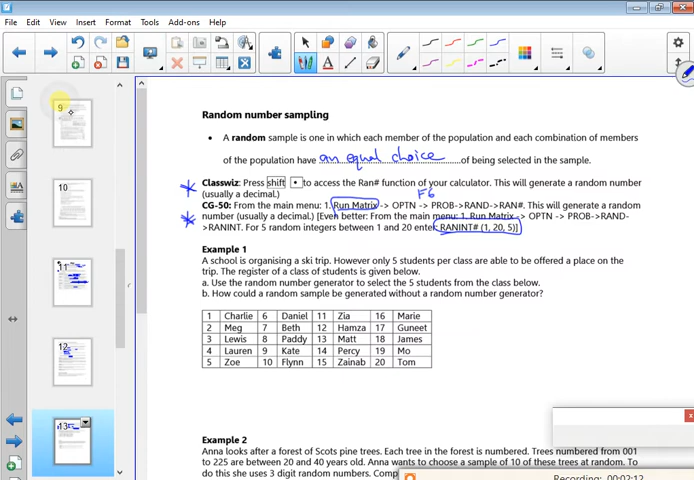 File Edit View Insert Format Tools Add-ons Help
9
10
11
12
13
Random number sampling
• A random sample is one in which each member of the population and each combination of members
of the population have an equal choice of being selected in the sample.
Classwiz: Press shift • to access the Ran# function of your calculator. This will generate a random number
(usually a decimal.)
F6
CG-50: From the main menu: 1. Run Matrix -> OPTN -> PROB->RAND->RAN#. This will generate a random
number (usually a decimal.) [Even better: From the main menu: 1. Run Matrix -> OPTN -> PROB->RAND-
>RANINT. For 5 random integers between 1 and 20 enter RANINT# (1, 20, 5)]
Example 1
A school is organising a ski trip. However only 5 students per class are able to be offered a place on the
trip. The register of a class of students is given below.
a. Use the random number generator to select the 5 students from the class below.
b. How could a random sample be generated without a random number generator?
1 Charlie 6 Daniel 11 Zia 16 Marie
2 Meg 7 Beth 12 Hamza 17 Guneet
3 Lewis 8 Paddy 13 Matt 18 James
4 Lauren 9 Kate 14 Percy 19 Mo
5 Zoe 10 Flynn 15 Zainab 20 Tom
Example 2
Anna looks after a forest of Scots pine trees. Each tree in the forest is numbered. Trees numbered from 001
to 225 are between 20 and 40 years old. Anna wants to choose a sample of 10 of these trees at random. To
do this she uses 3 digit random numbers.
Recording: 00:02:12